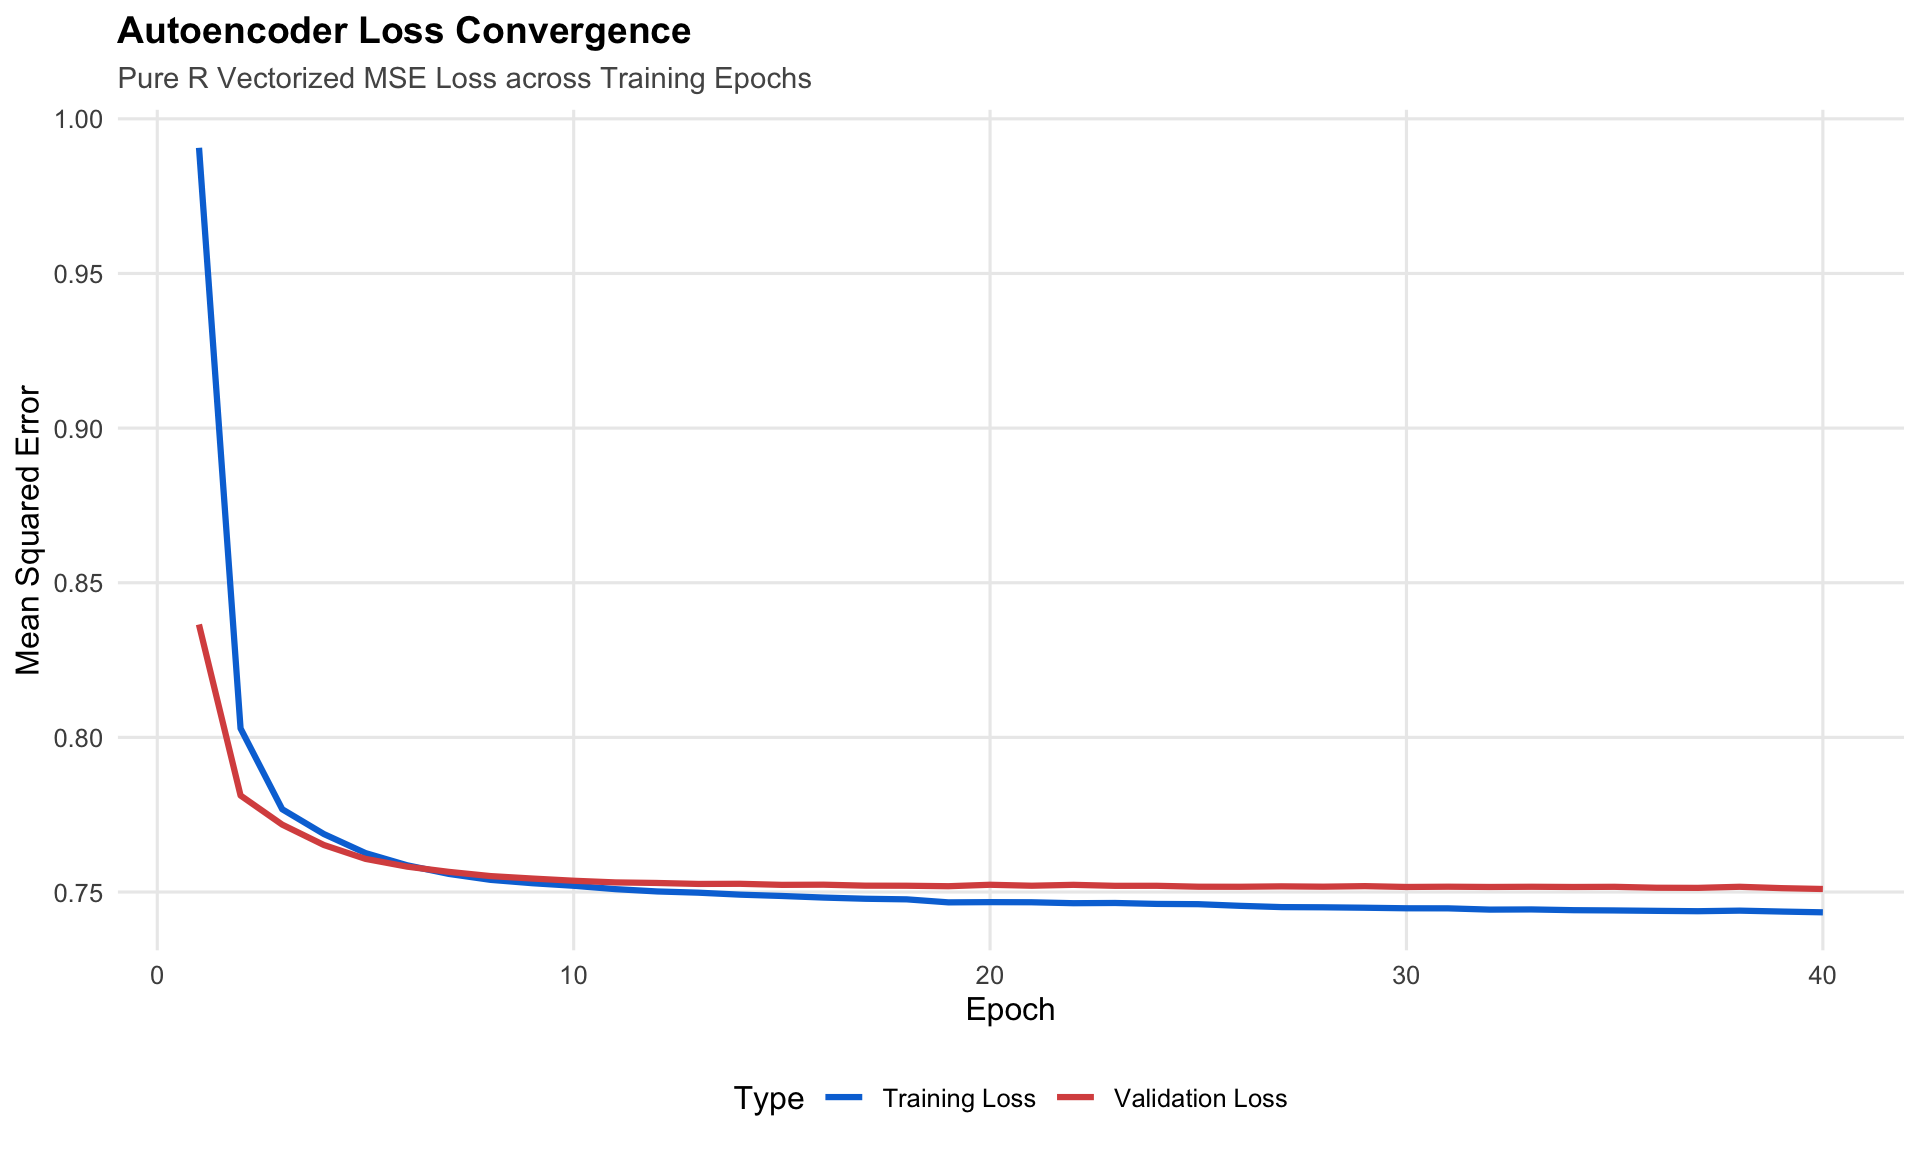 Autoencoder Loss Convergence
Pure R Vectorized MSE Loss across Training Epochs
Mean Squared Error
1.00
0.95
0.90
0.85
0.80
0.75
0 10 20 30 40
Epoch
Type Training Loss Validation Loss